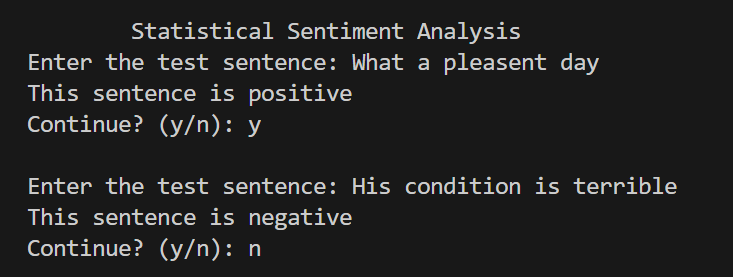 Statistical Sentiment Analysis
Enter the test sentence: What a pleasent day
This sentence is positive
Continue? (y/n): y
Enter the test sentence: His condition is terrible
This sentence is negative
Continue? (y/n): n